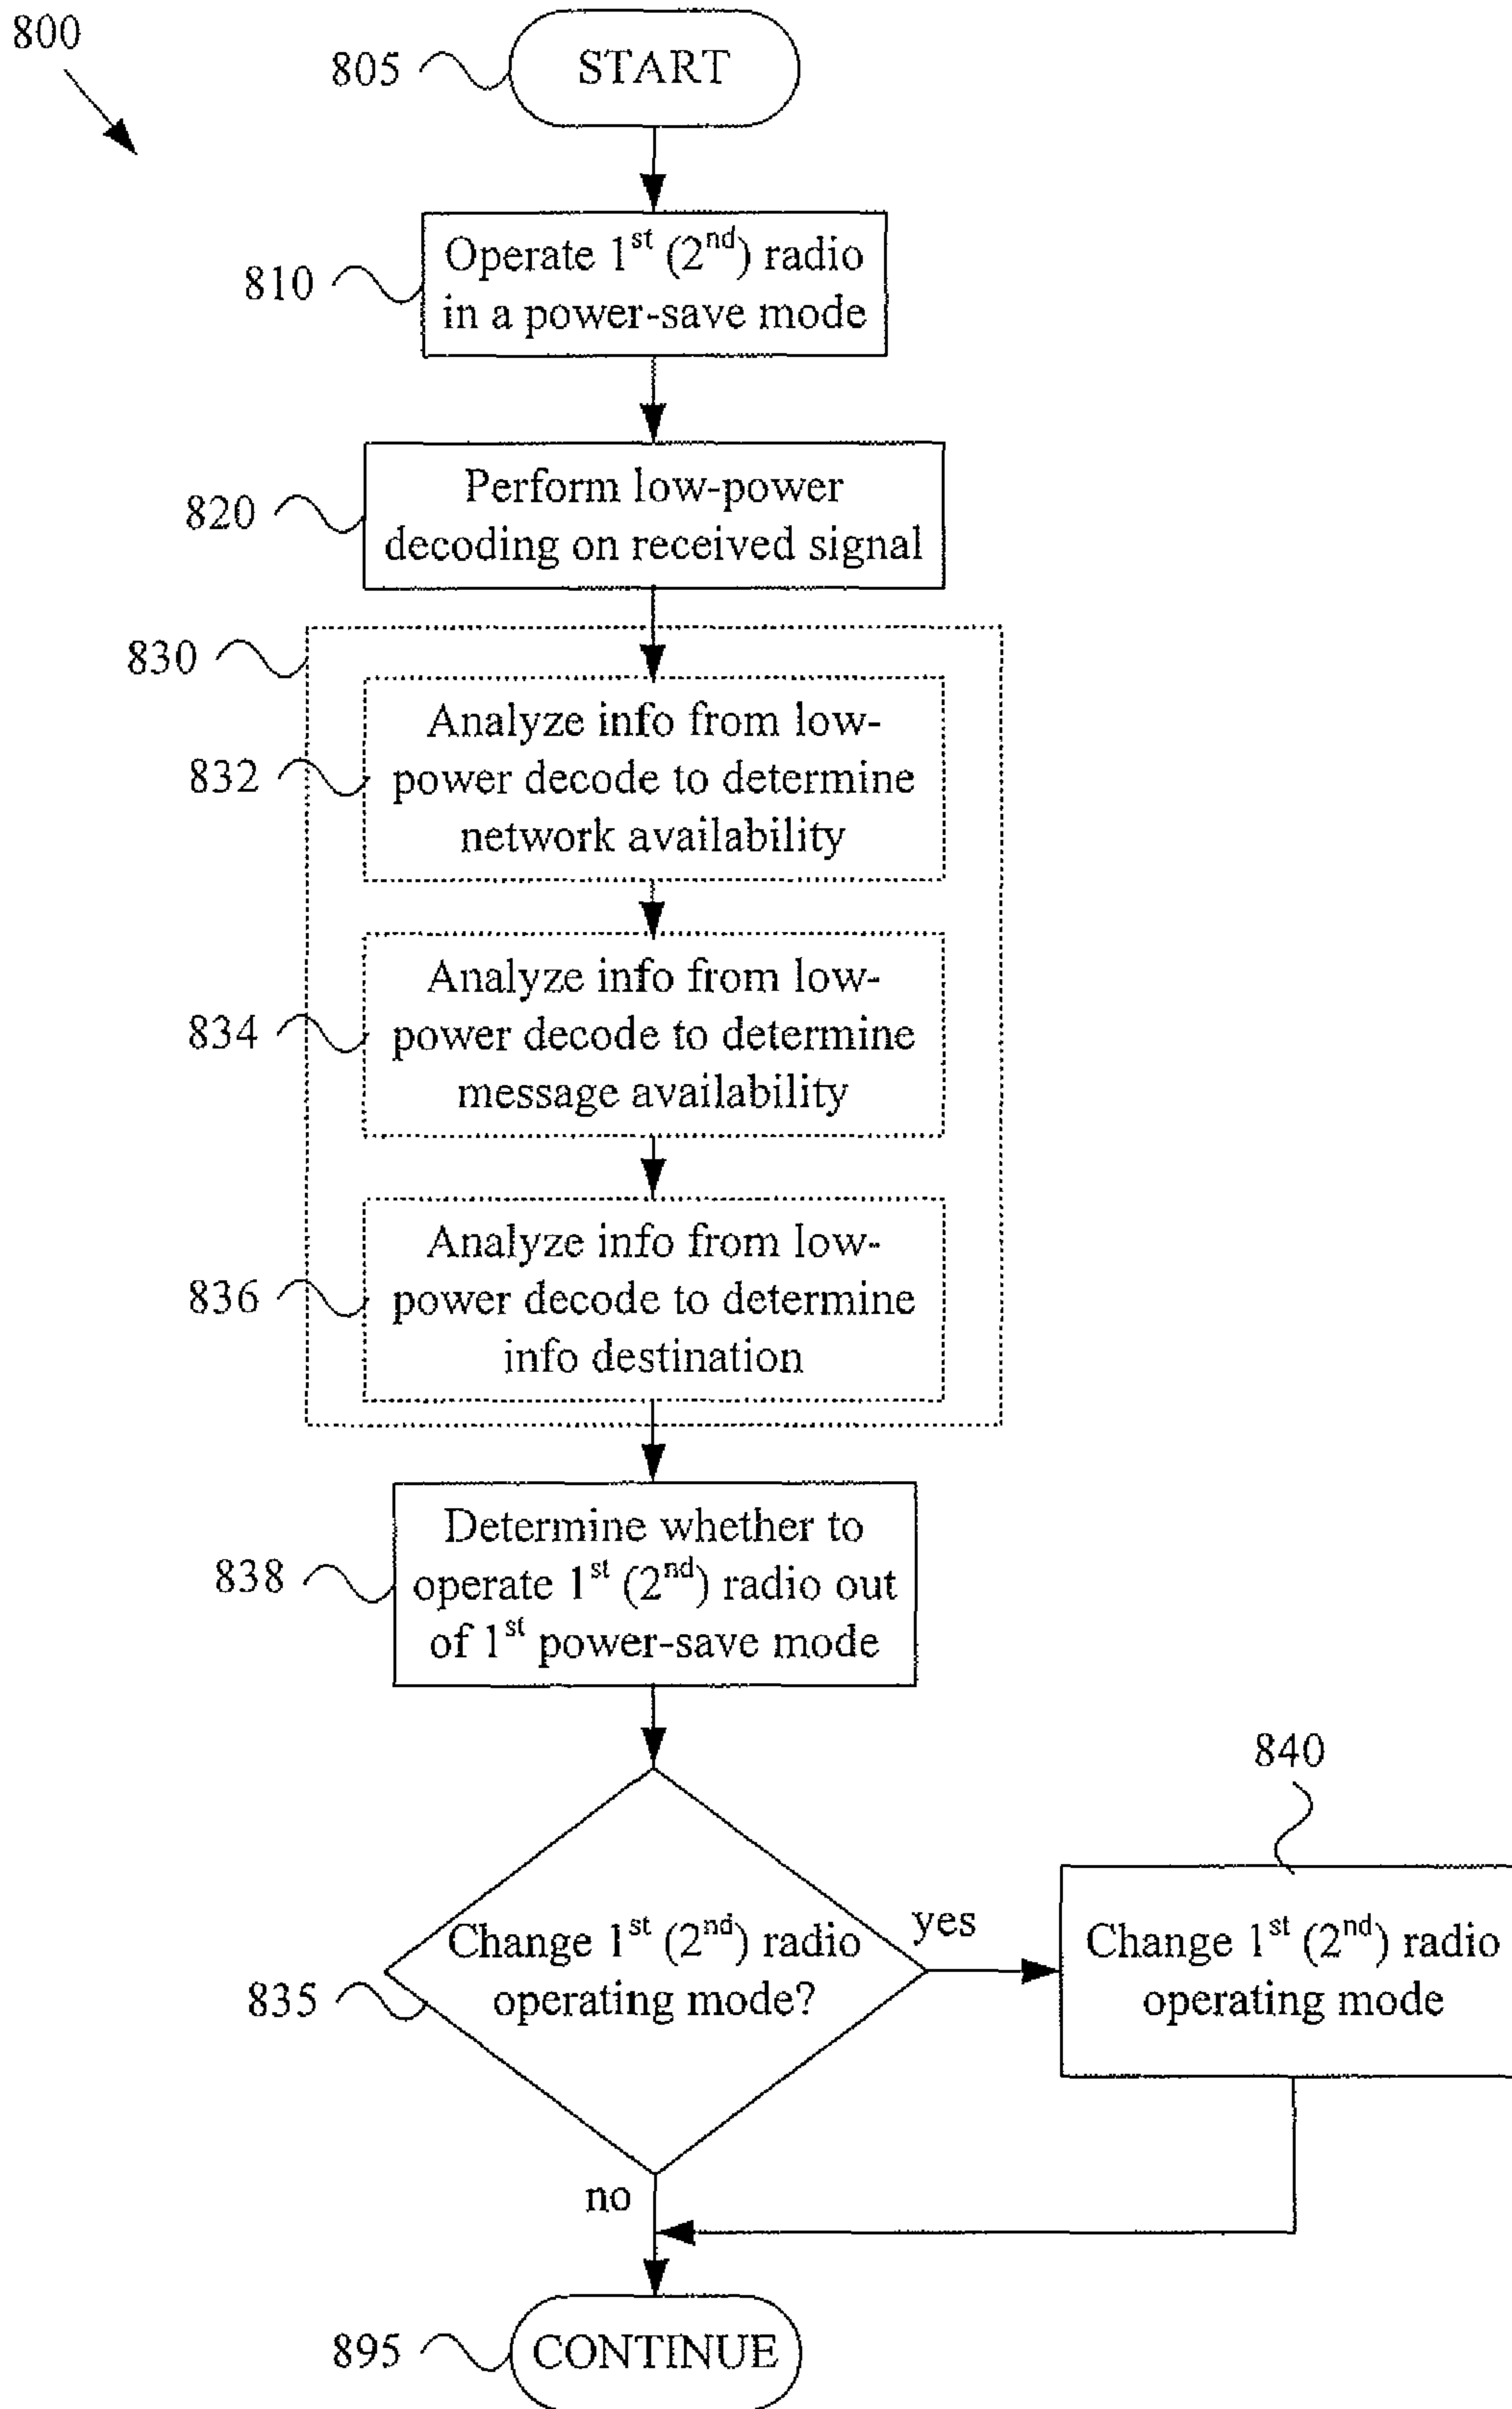 800
805
START
810
Operate 1st (2nd) radio
in a power-save mode
820
Perform low-power
decoding on received signal
830
832
Analyze info from low-
power decode to determine
network availability
834
Analyze info from low-
power decode to determine
message availability
836
Analyze info from low-
power decode to determine
info destination
838
Determine whether to
operate 1st (2nd) radio out
of 1st power-save mode
835
Change 1st (2nd) radio
operating mode?
yes
840
Change 1st (2nd) radio
operating mode
no
895
CONTINUE